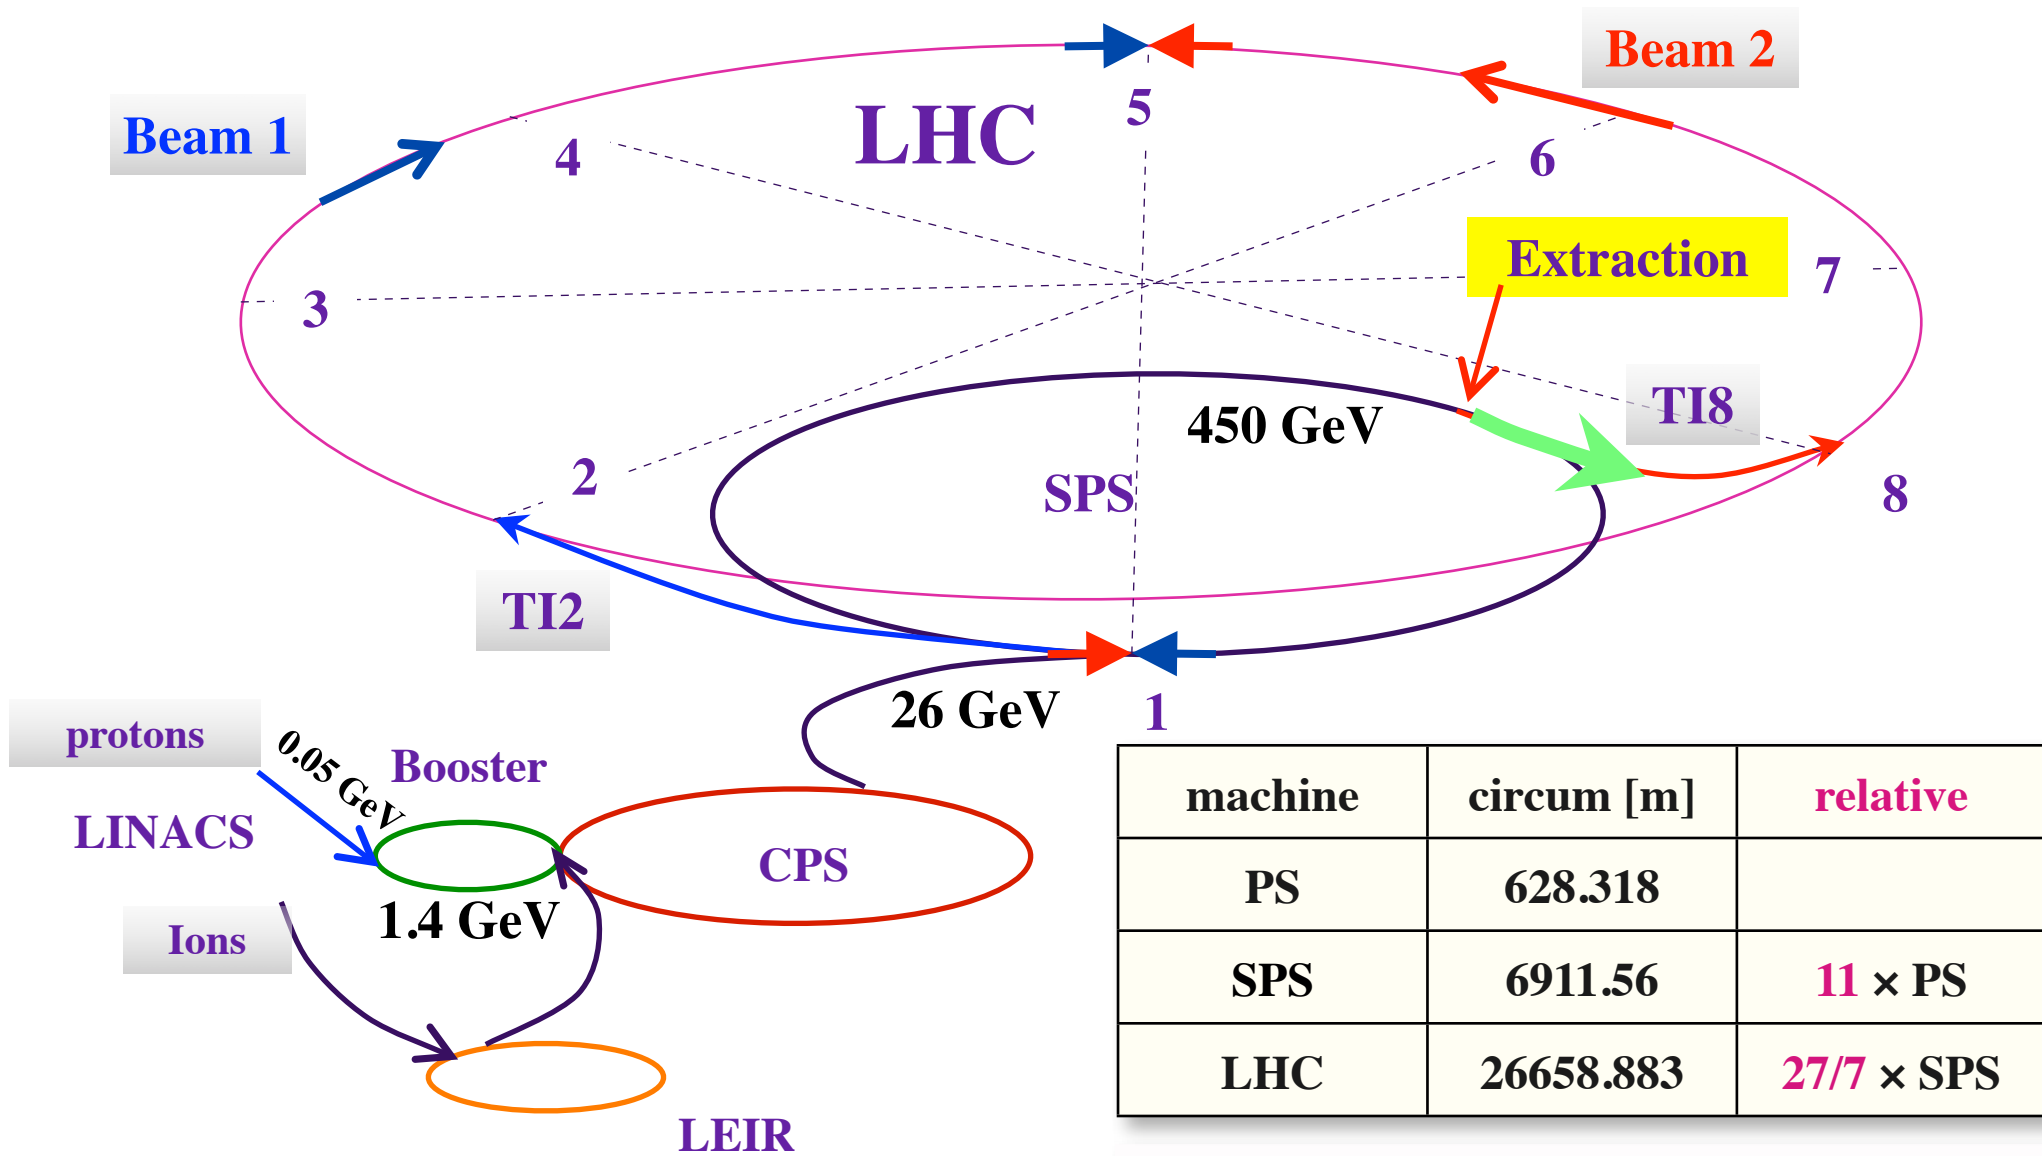 Beam 2
5
Beam 1
LHC
4
6
Extraction
7
3
TI8
450 GeV
2
SPS
8
TI2
26 GeV
1
protons
0.05 GeV
Booster
LINACS
CPS
1.4 GeV
Ions
LEIR
machine circum [m] relative
PS 628.318
SPS 6911.56 11 × PS
LHC 26658.883 27/7 × SPS